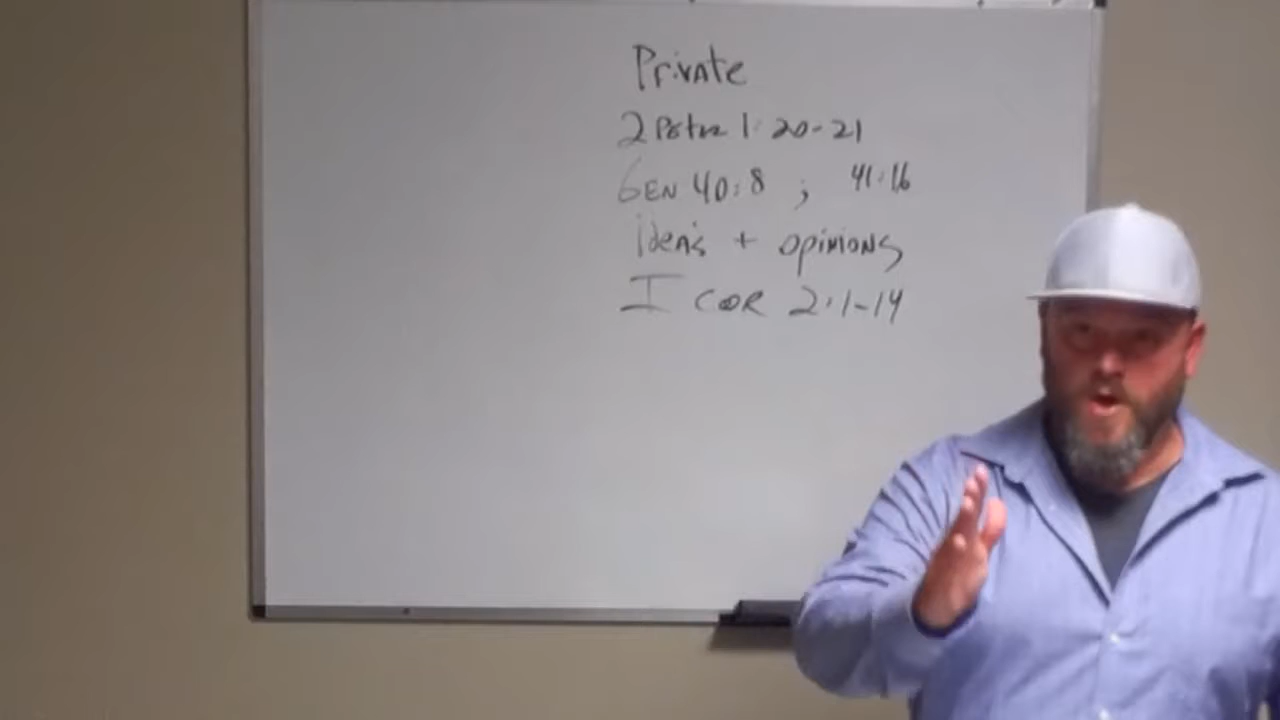 Private
2 Peter 1:20-21
GEN 40:8 ; 41:16
idea's + opinions
I COR 2:1-14